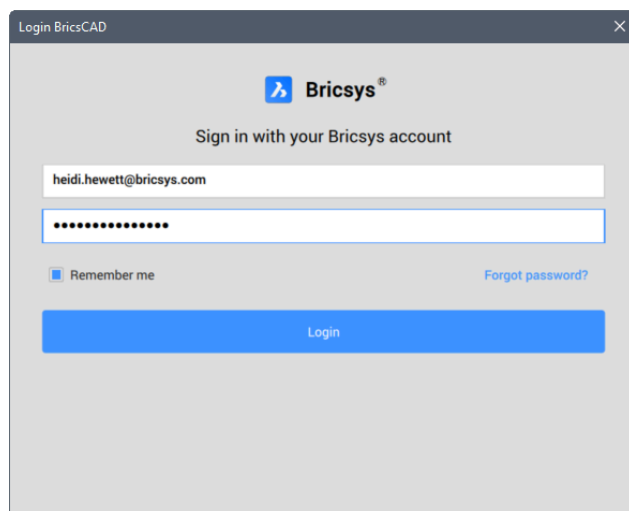 Login BricsCAD
Bricsys®
Sign in with your Bricsys account
heidi.hewett@bricsys.com
•••••••••••••••
Remember me Forgot password?
Login